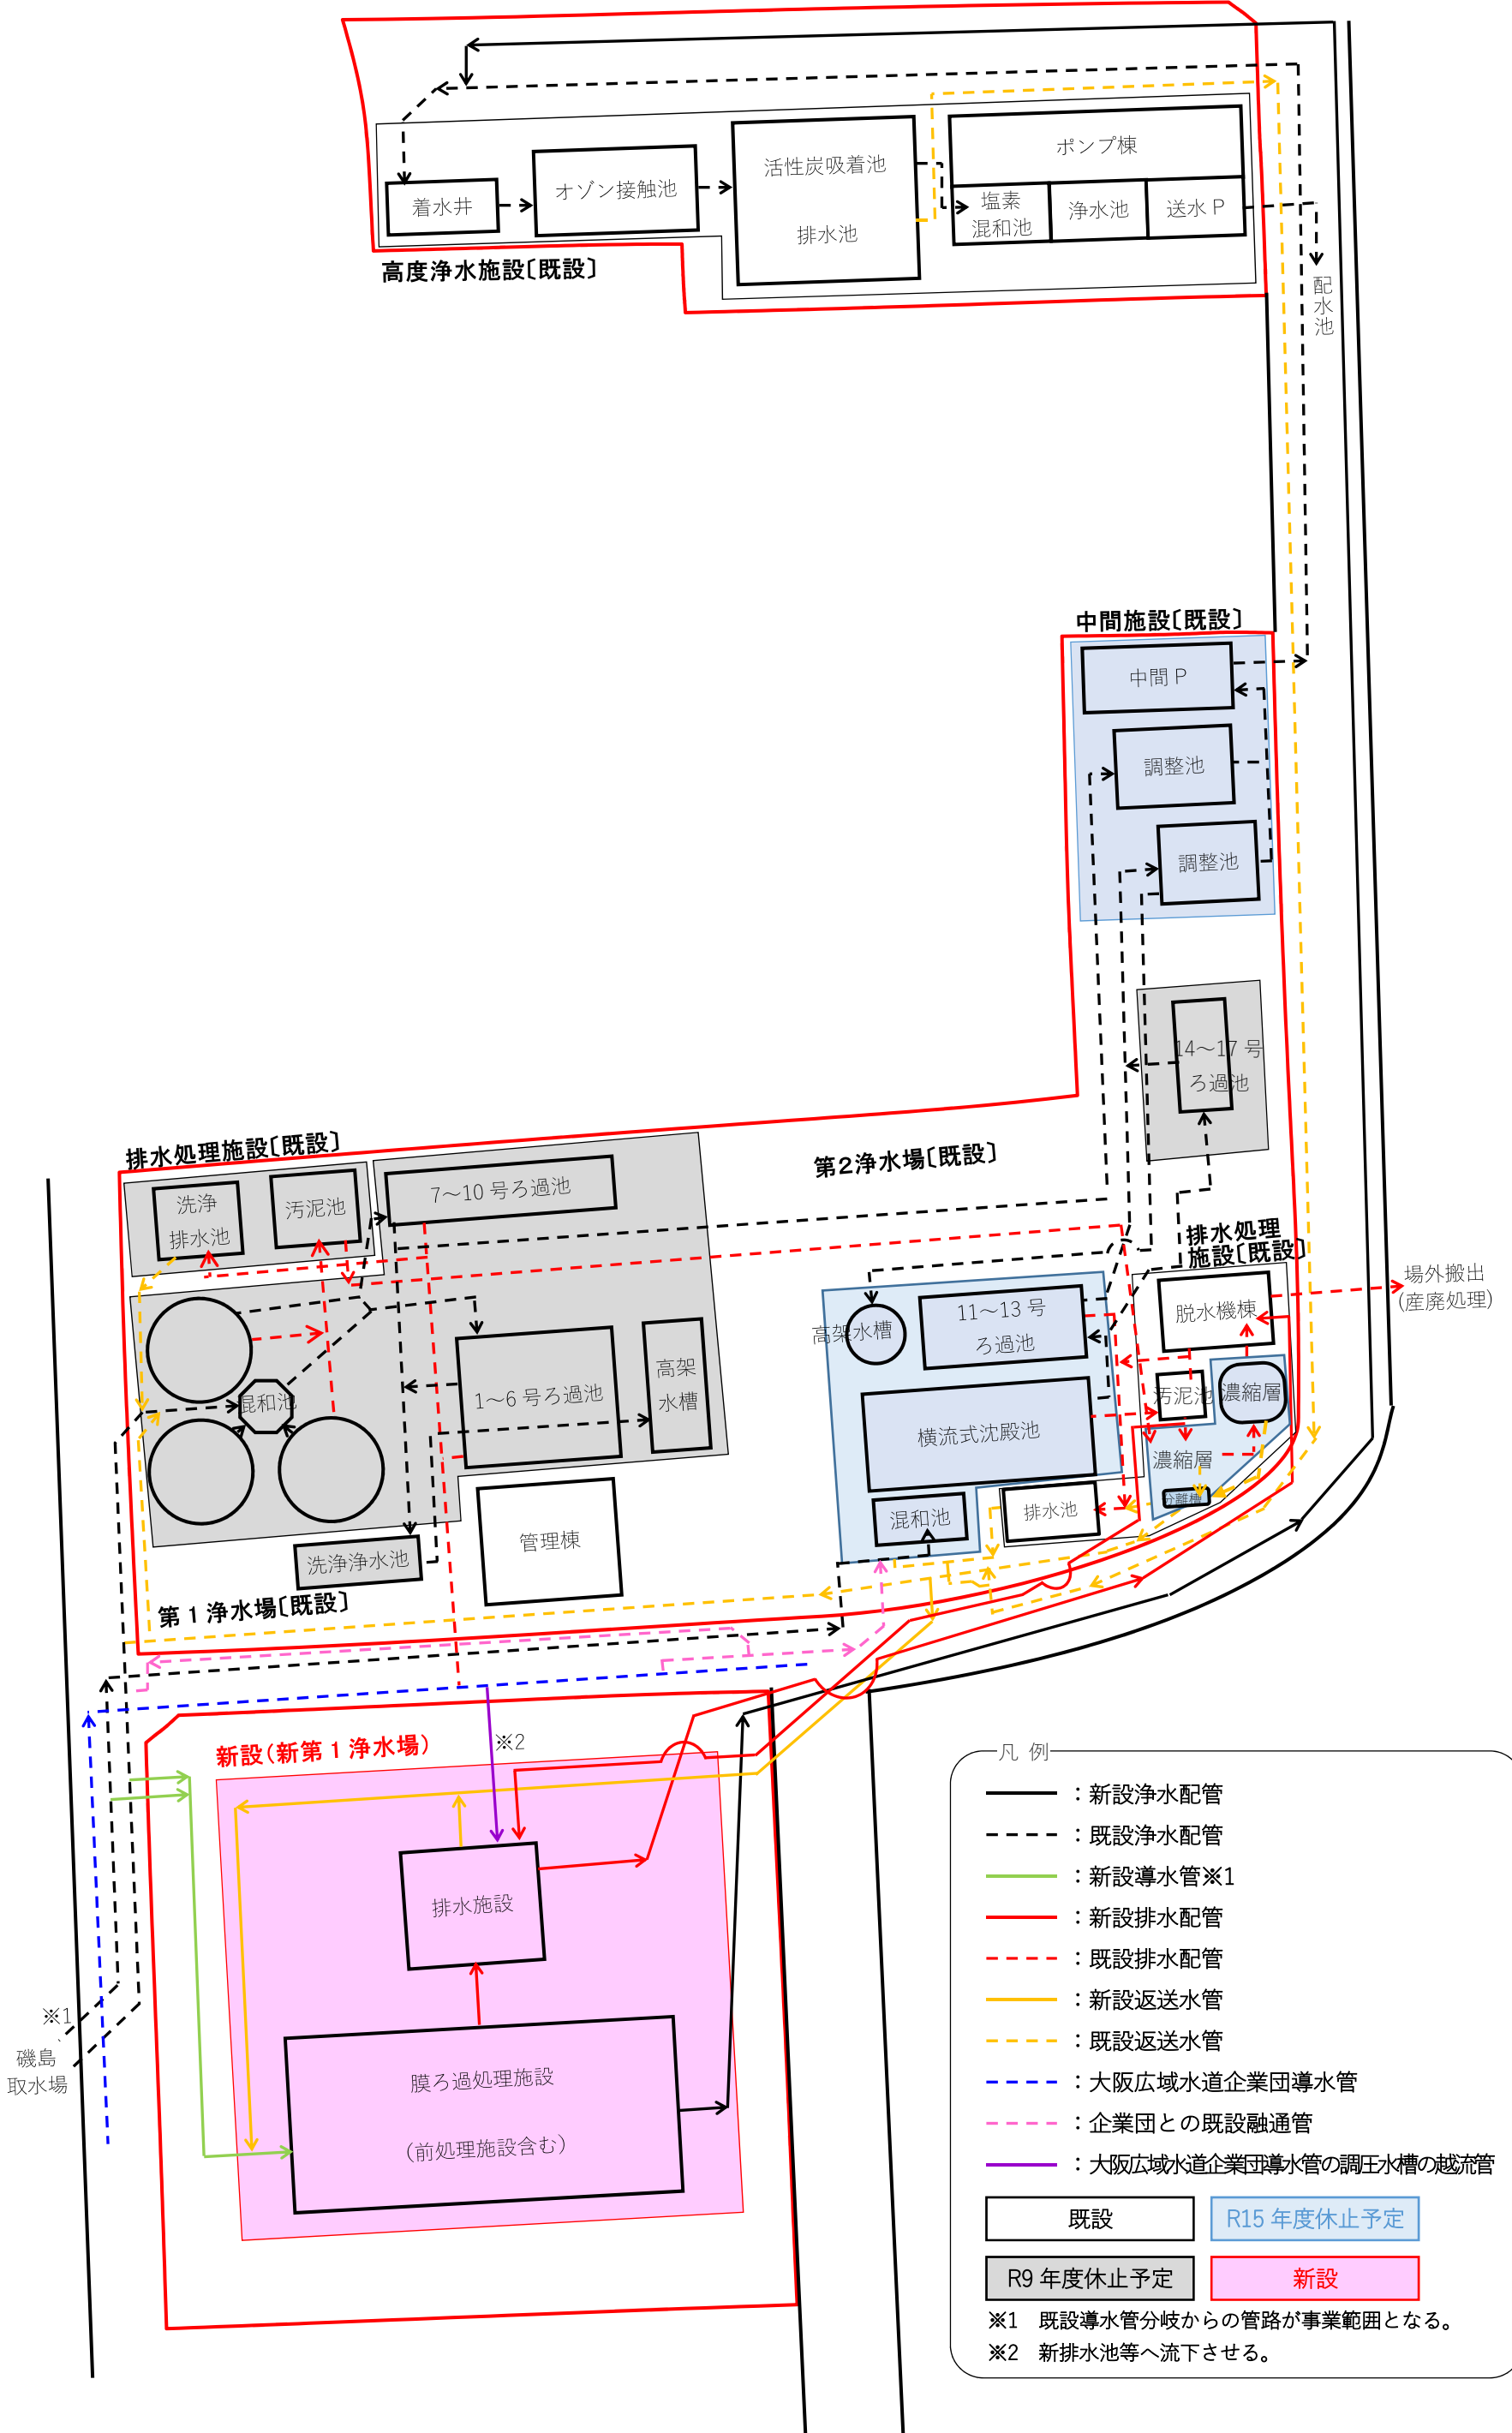 ポンプ棟
活性炭吸着池
オゾン接触池
着水井
塩素
混和池
浄水池
送水P
排水池
高度浄水施設〔既設〕
配
水
池
中間施設〔既設〕
中間P
調整池
調整池
14～17号
ろ過池
排水処理施設〔既設〕
洗浄
排水池
汚泥池
7～10号ろ過池
第2浄水場〔既設〕
排水処理
施設〔既設〕
場外搬出
(産廃処理)
脱水機棟
11～13号
ろ過池
高架水槽
高架
水槽
混和池
1～6号ろ過池
汚泥池
濃縮層
横流式沈殿池
濃縮層
分離槽
混和池
排水池
管理棟
洗浄浄水池
第1浄水場〔既設〕
新設(新第1浄水場)
※2
排水施設
※1
磯島
取水場
膜ろ過処理施設
(前処理施設含む)
凡 例
：新設浄水配管
：既設浄水配管
：新設導水管※1
：新設排水配管
：既設排水配管
：新設返送水管
：既設返送水管
：大阪広域水道企業団導水管
：企業団との既設融通管
：大阪広域水道企業団導水管の調圧水槽の越流管
既設
R15年度休止予定
R9年度休止予定
新設
※1 既設導水管分岐からの管路が事業範囲となる。
※2 新排水池等へ流下させる。